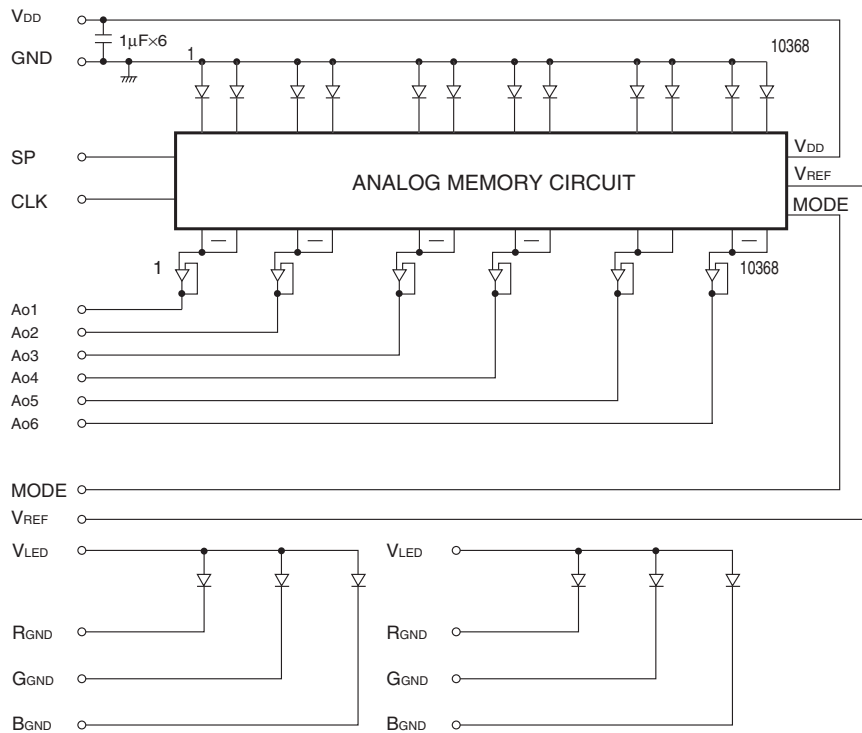 VDD
1μF×6
GND
1
10368
SP
CLK
ANALOG MEMORY CIRCUIT
VDD
VREF
MODE
1
10368
Ao1
Ao2
Ao3
Ao4
Ao5
Ao6
MODE
VREF
VLED
RGND
GGND
BGND
VLED
RGND
GGND
BGND